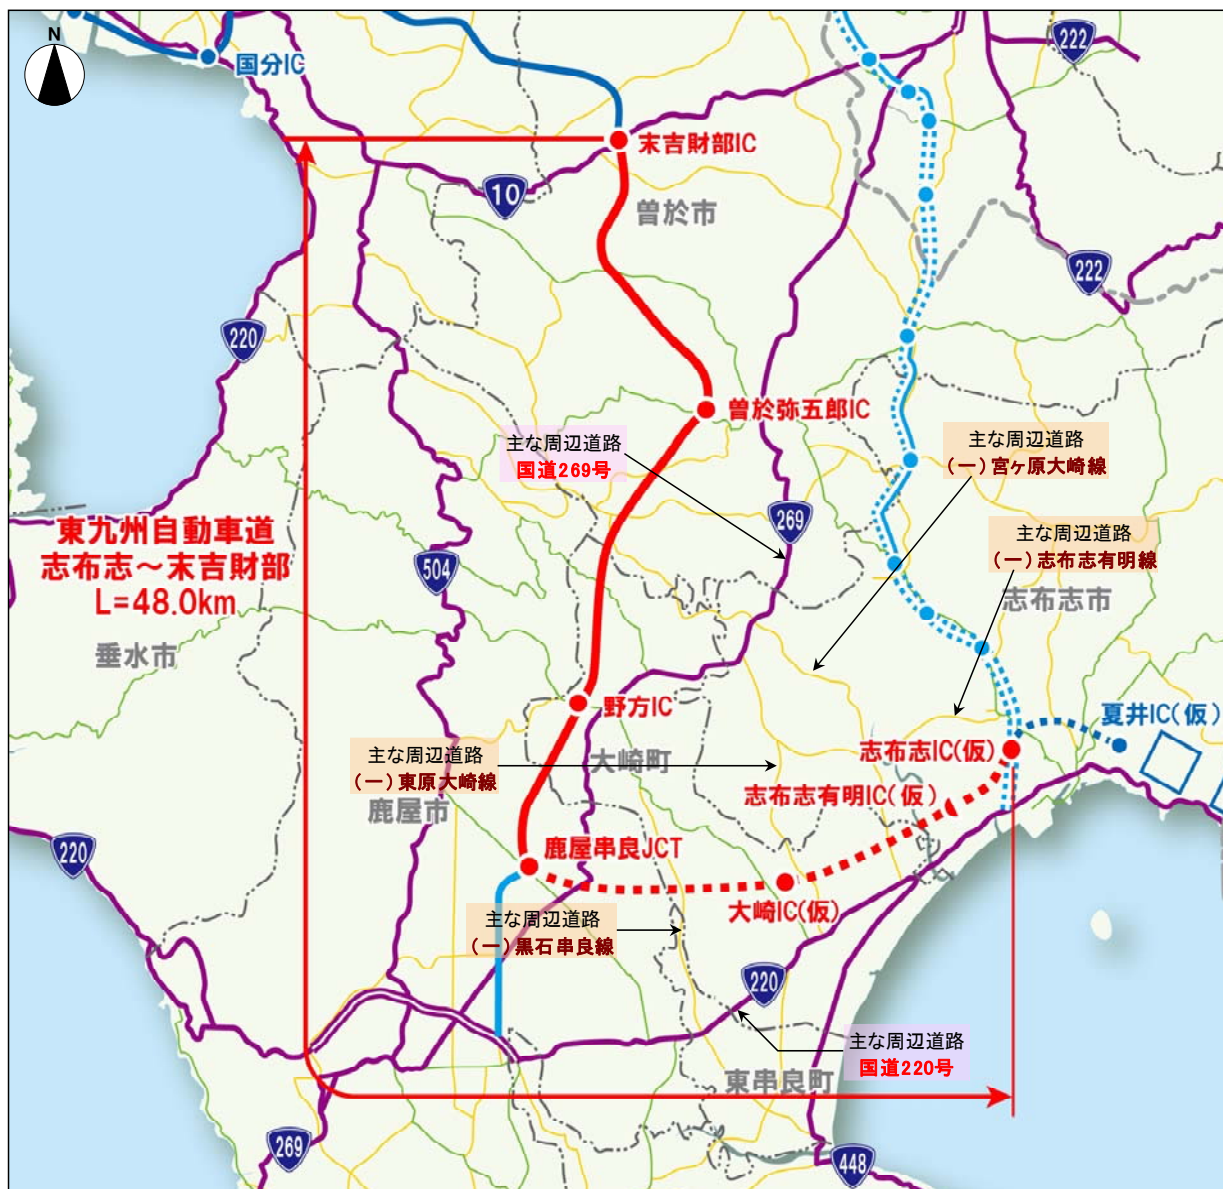 N
国分IC
222
末吉財部IC
10
曽於市
222
220
曽於弥五郎IC
主な周辺道路
国道269号
主な周辺道路
(一)宮ヶ原大崎線
東九州自動車道
志布志～末吉財部
L=48.0km
269
主な周辺道路
(一)志布志有明線
504
志布志市
垂水市
野方IC
夏井IC(仮)
大崎町
志布志IC(仮)
主な周辺道路
(一)東原大崎線
志布志有明IC(仮)
鹿屋市
220
鹿屋串良JCT
大崎IC(仮)
主な周辺道路
(一)黒石串良線
220
主な周辺道路
国道220号
東串良町
269
448